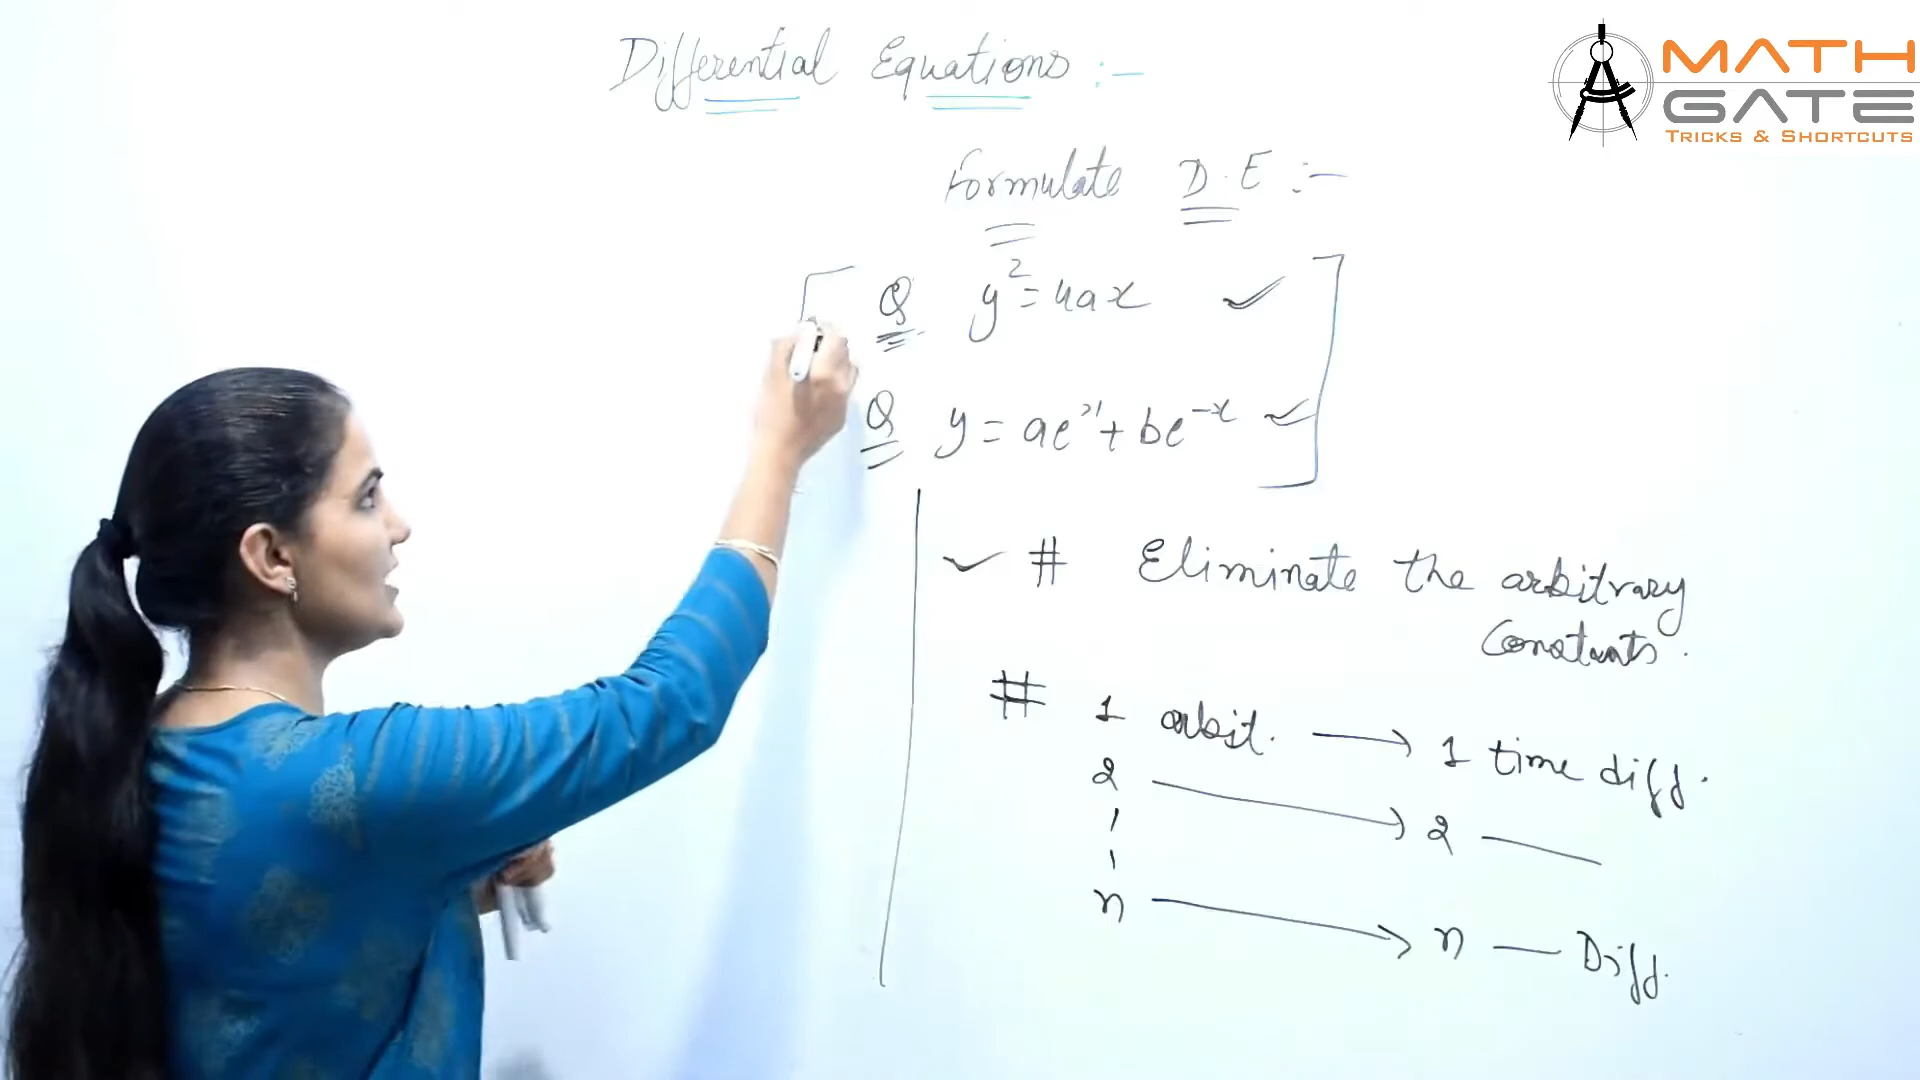 Differential Equations :-
MATH
GATE
TRICKS & SHORTCUTS
Formulate D.E :-
Q y² = 4ax ✓
Q y = ae^x + be^-x ✓
✓ # Eliminate the arbitrary
Constants.
# 1 arbit. → 1 time diff.
2 → 2 —
n → n — Diff.